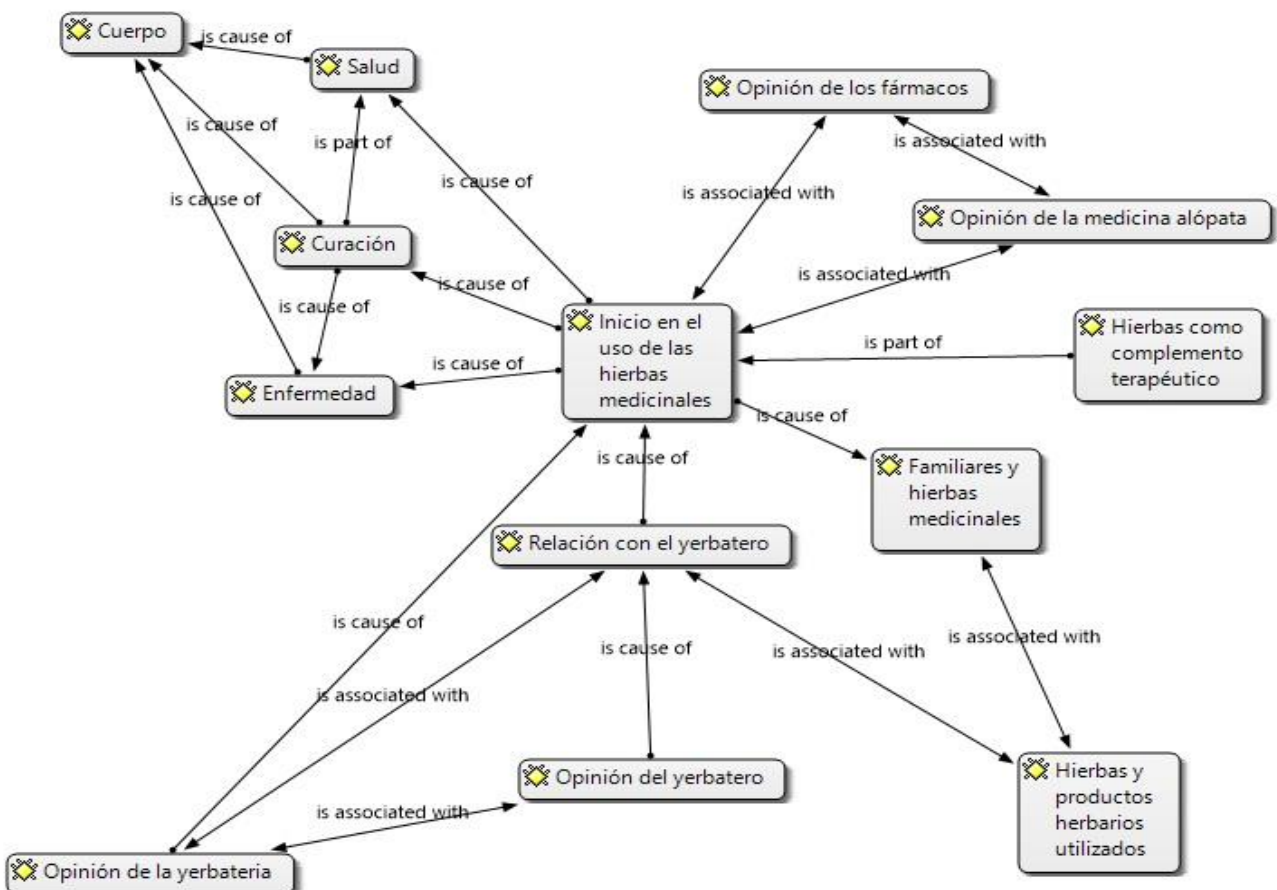 Cuerpo
is cause of
Salud
Opinión de los fármacos
is cause of
is part of
is associated with
is cause of
is associated with
is cause of
Opinión de la medicina alópata
Curación
is associated with
is cause of
is cause of
Inicio en el
uso de las
hierbas
medicinales
Hierbas como
complemento
terapéutico
is part of
is cause of
Enfermedad
is cause of
is cause of
Familiares y
hierbas
medicinales
Relación con el yerbatero
is cause of
is cause of
is associated with
is associated with
is associated with
Opinión del yerbatero
Hierbas y
productos
herbarios
utilizados
is associated with
Opinión de la yerbateria